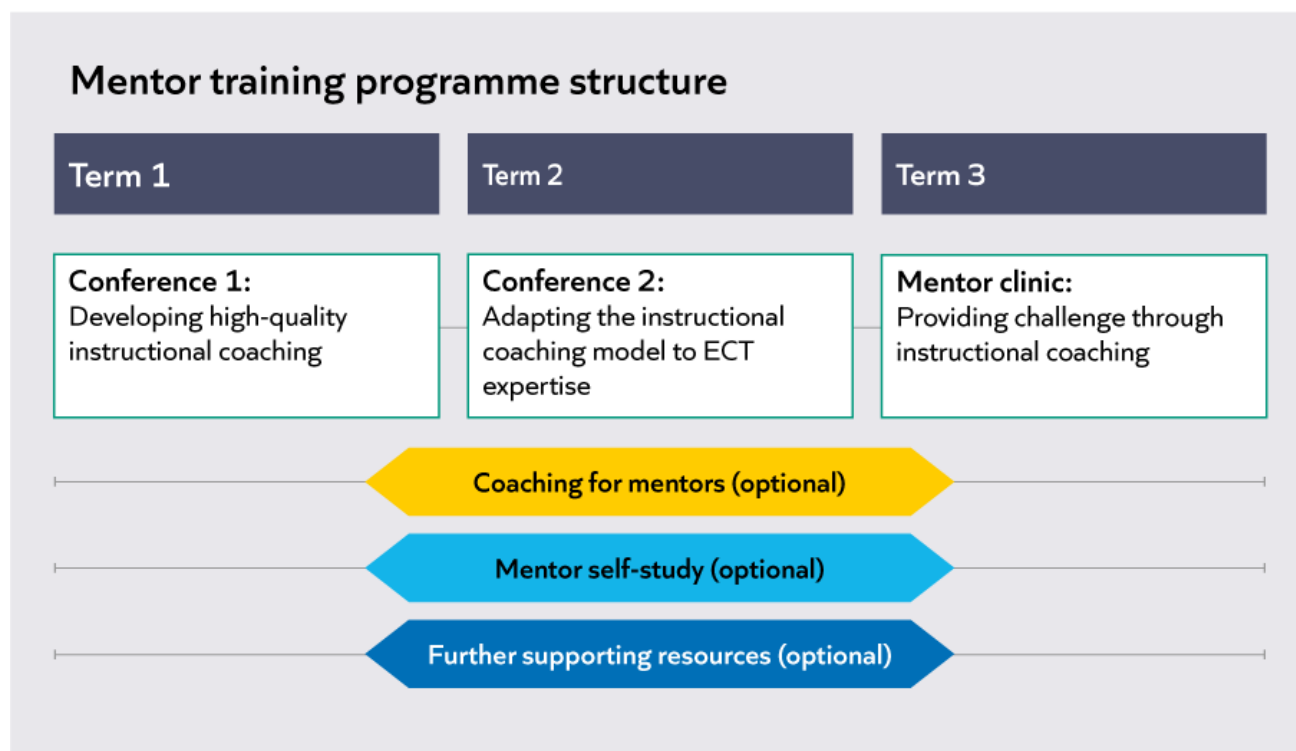 Mentor training programme structure
Term 1
Term 2
Term 3
Conference 1:
Developing high-quality
instructional coaching
Conference 2:
Adapting the instructional
coaching model to ECT
expertise
Mentor clinic:
Providing challenge through
instructional coaching
Coaching for mentors (optional)
Mentor self-study (optional)
Further supporting resources (optional)